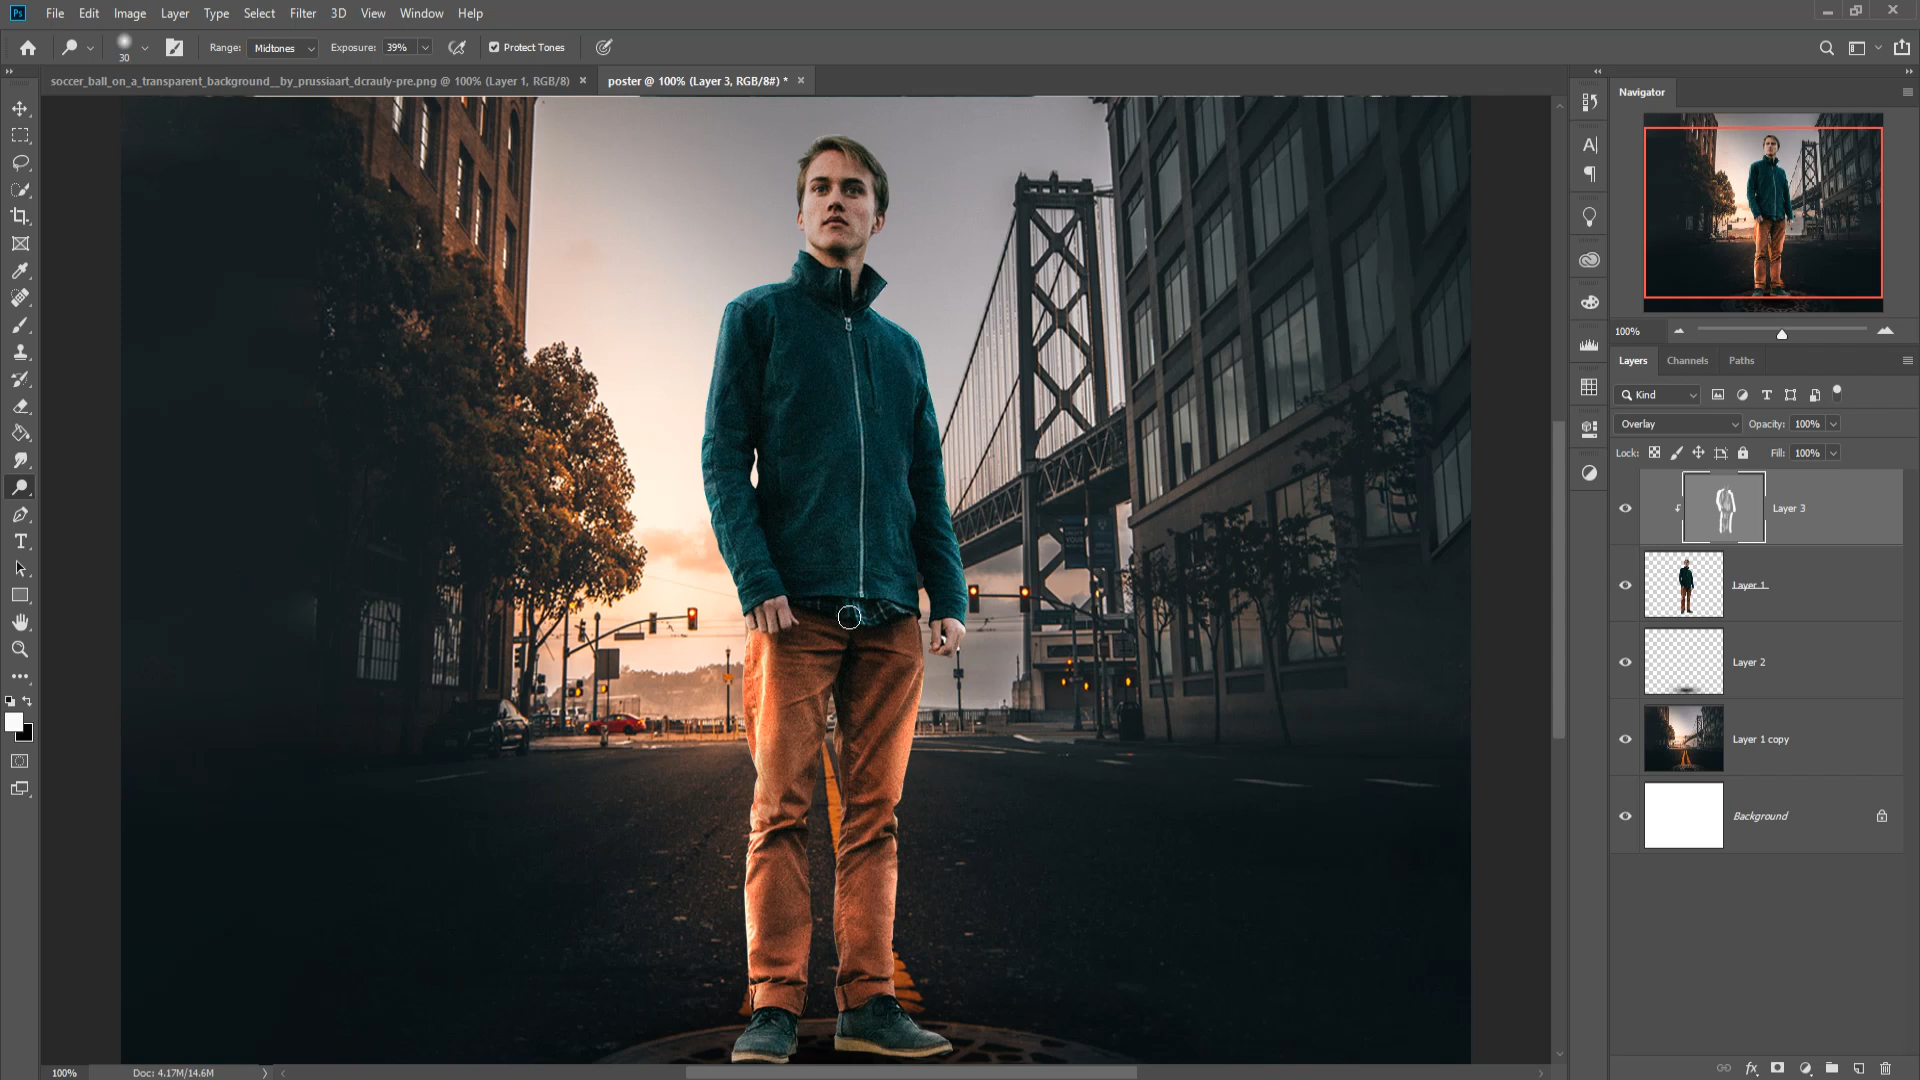 Ps File Edit Image Layer Type Select Filter 3D View Window Help
30 Range: Midtones Exposure: 39% Protect Tones
soccer_ball_on_a_transparent_background__by_prussiaart_dcrauly-pre.png @ 100% (Layer 1, RGB/8) × poster @ 100% (Layer 3, RGB/8#) * ×
Navigator
100%
Layers Channels Paths
Kind
Overlay Opacity: 100%
Lock: Fill: 100%
Layer 3
Layer 1
Layer 2
Layer 1 copy
Background
100% Doc: 4.17M/14.6M